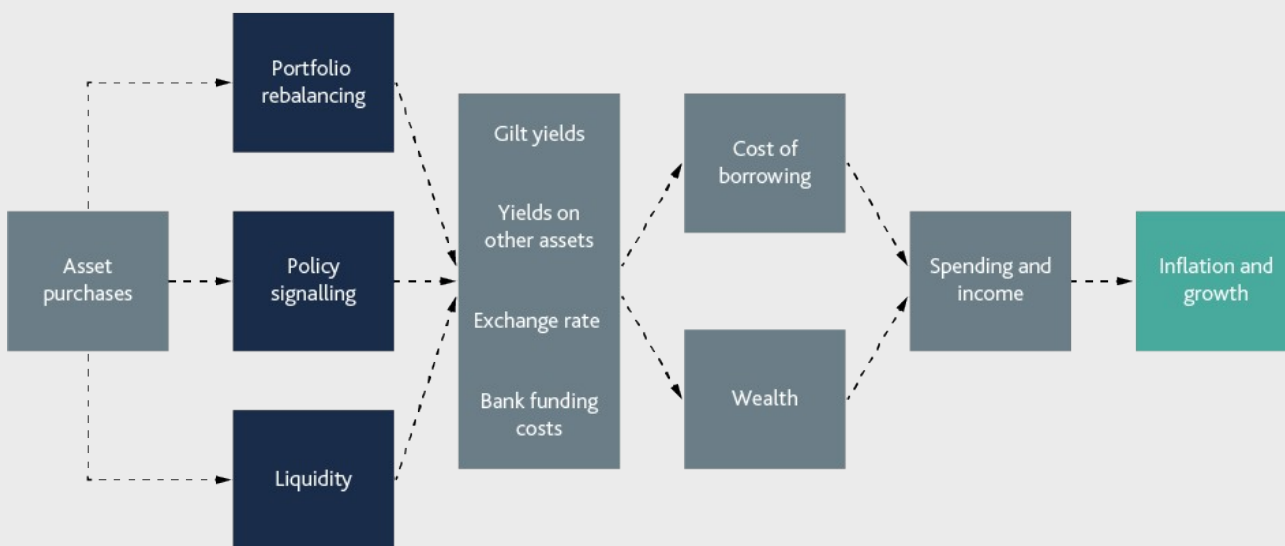 Asset
purchases
Portfolio
rebalancing
Policy
signalling
Liquidity
Gilt yields
Yields on
other assets
Exchange rate
Bank funding
costs
Cost of
borrowing
Wealth
Spending and
income
Inflation and
growth